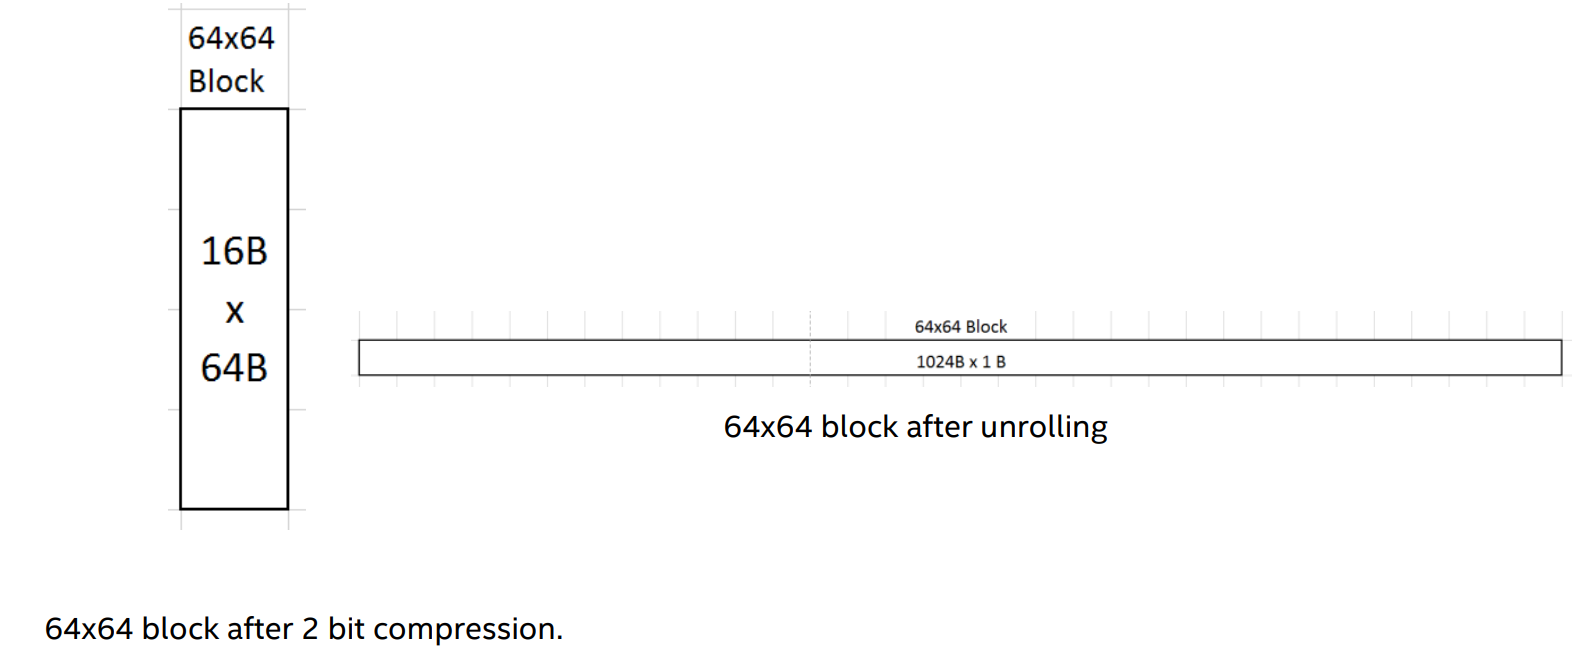 64x64
Block
16B
x
64B
64x64 Block
1024B x 1 B
64x64 block after unrolling
64x64 block after 2 bit compression.